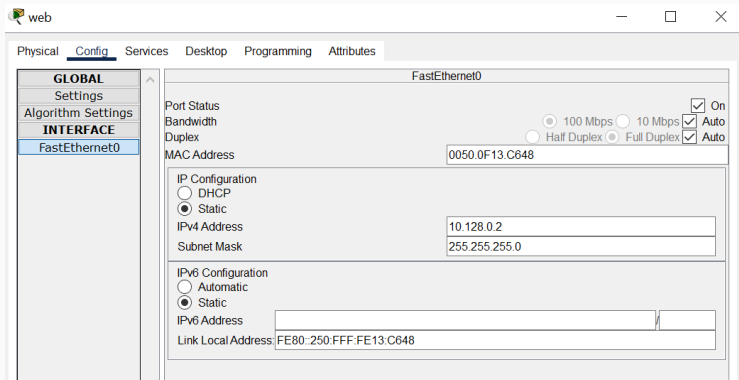 web
Physical Config Services Desktop Programming Attributes
GLOBAL
Settings
Algorithm Settings
INTERFACE
FastEthernet0
FastEthernet0
Port Status On
Bandwidth 100 Mbps 10 Mbps Auto
Duplex Half Duplex Full Duplex Auto
MAC Address 0050.0F13.C648
IP Configuration
DHCP
Static
IPv4 Address 10.128.0.2
Subnet Mask 255.255.255.0
IPv6 Configuration
Automatic
Static
IPv6 Address /
Link Local Address: FE80::250:FFF:FE13:C648